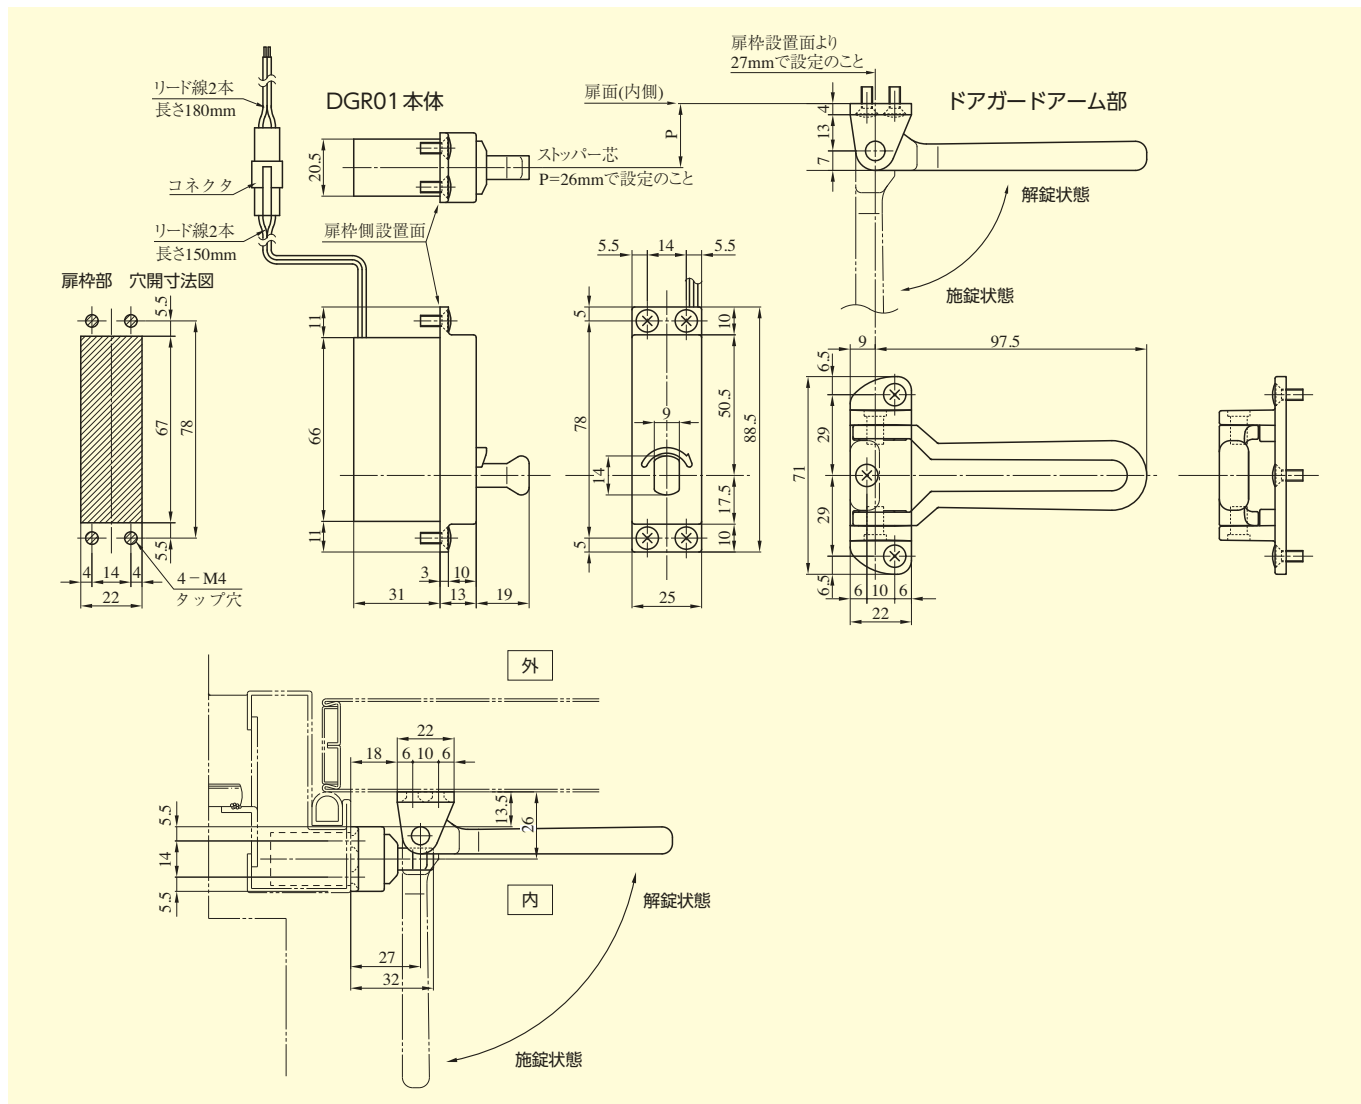 リード線2本
長さ180mm
DGR01本体
20.5
ストッパー芯
P=26mmで設定のこと
コネクタ
リード線2本
長さ150mm
扉枠側設置面
扉枠設置面より
27mmで設定のこと
扉面(内側)
P
4
13
7
ドアガードアーム部
解錠状態
施錠状態
扉枠部 穴開寸法図
5.5
67
78
5.5
4
14
4
22
4-M4
タップ穴
11
66
11
3
10
31
13
19
5.5
14
5.5
5
78
5
10
50.5
88.5
17.5
10
9
14
25
9
97.5
6.5
29
71
29
6.5
6
10
6
22
外
22
18
6
10
6
13.5
26
5.5
14
5.5
内
解錠状態
27
32
施錠状態